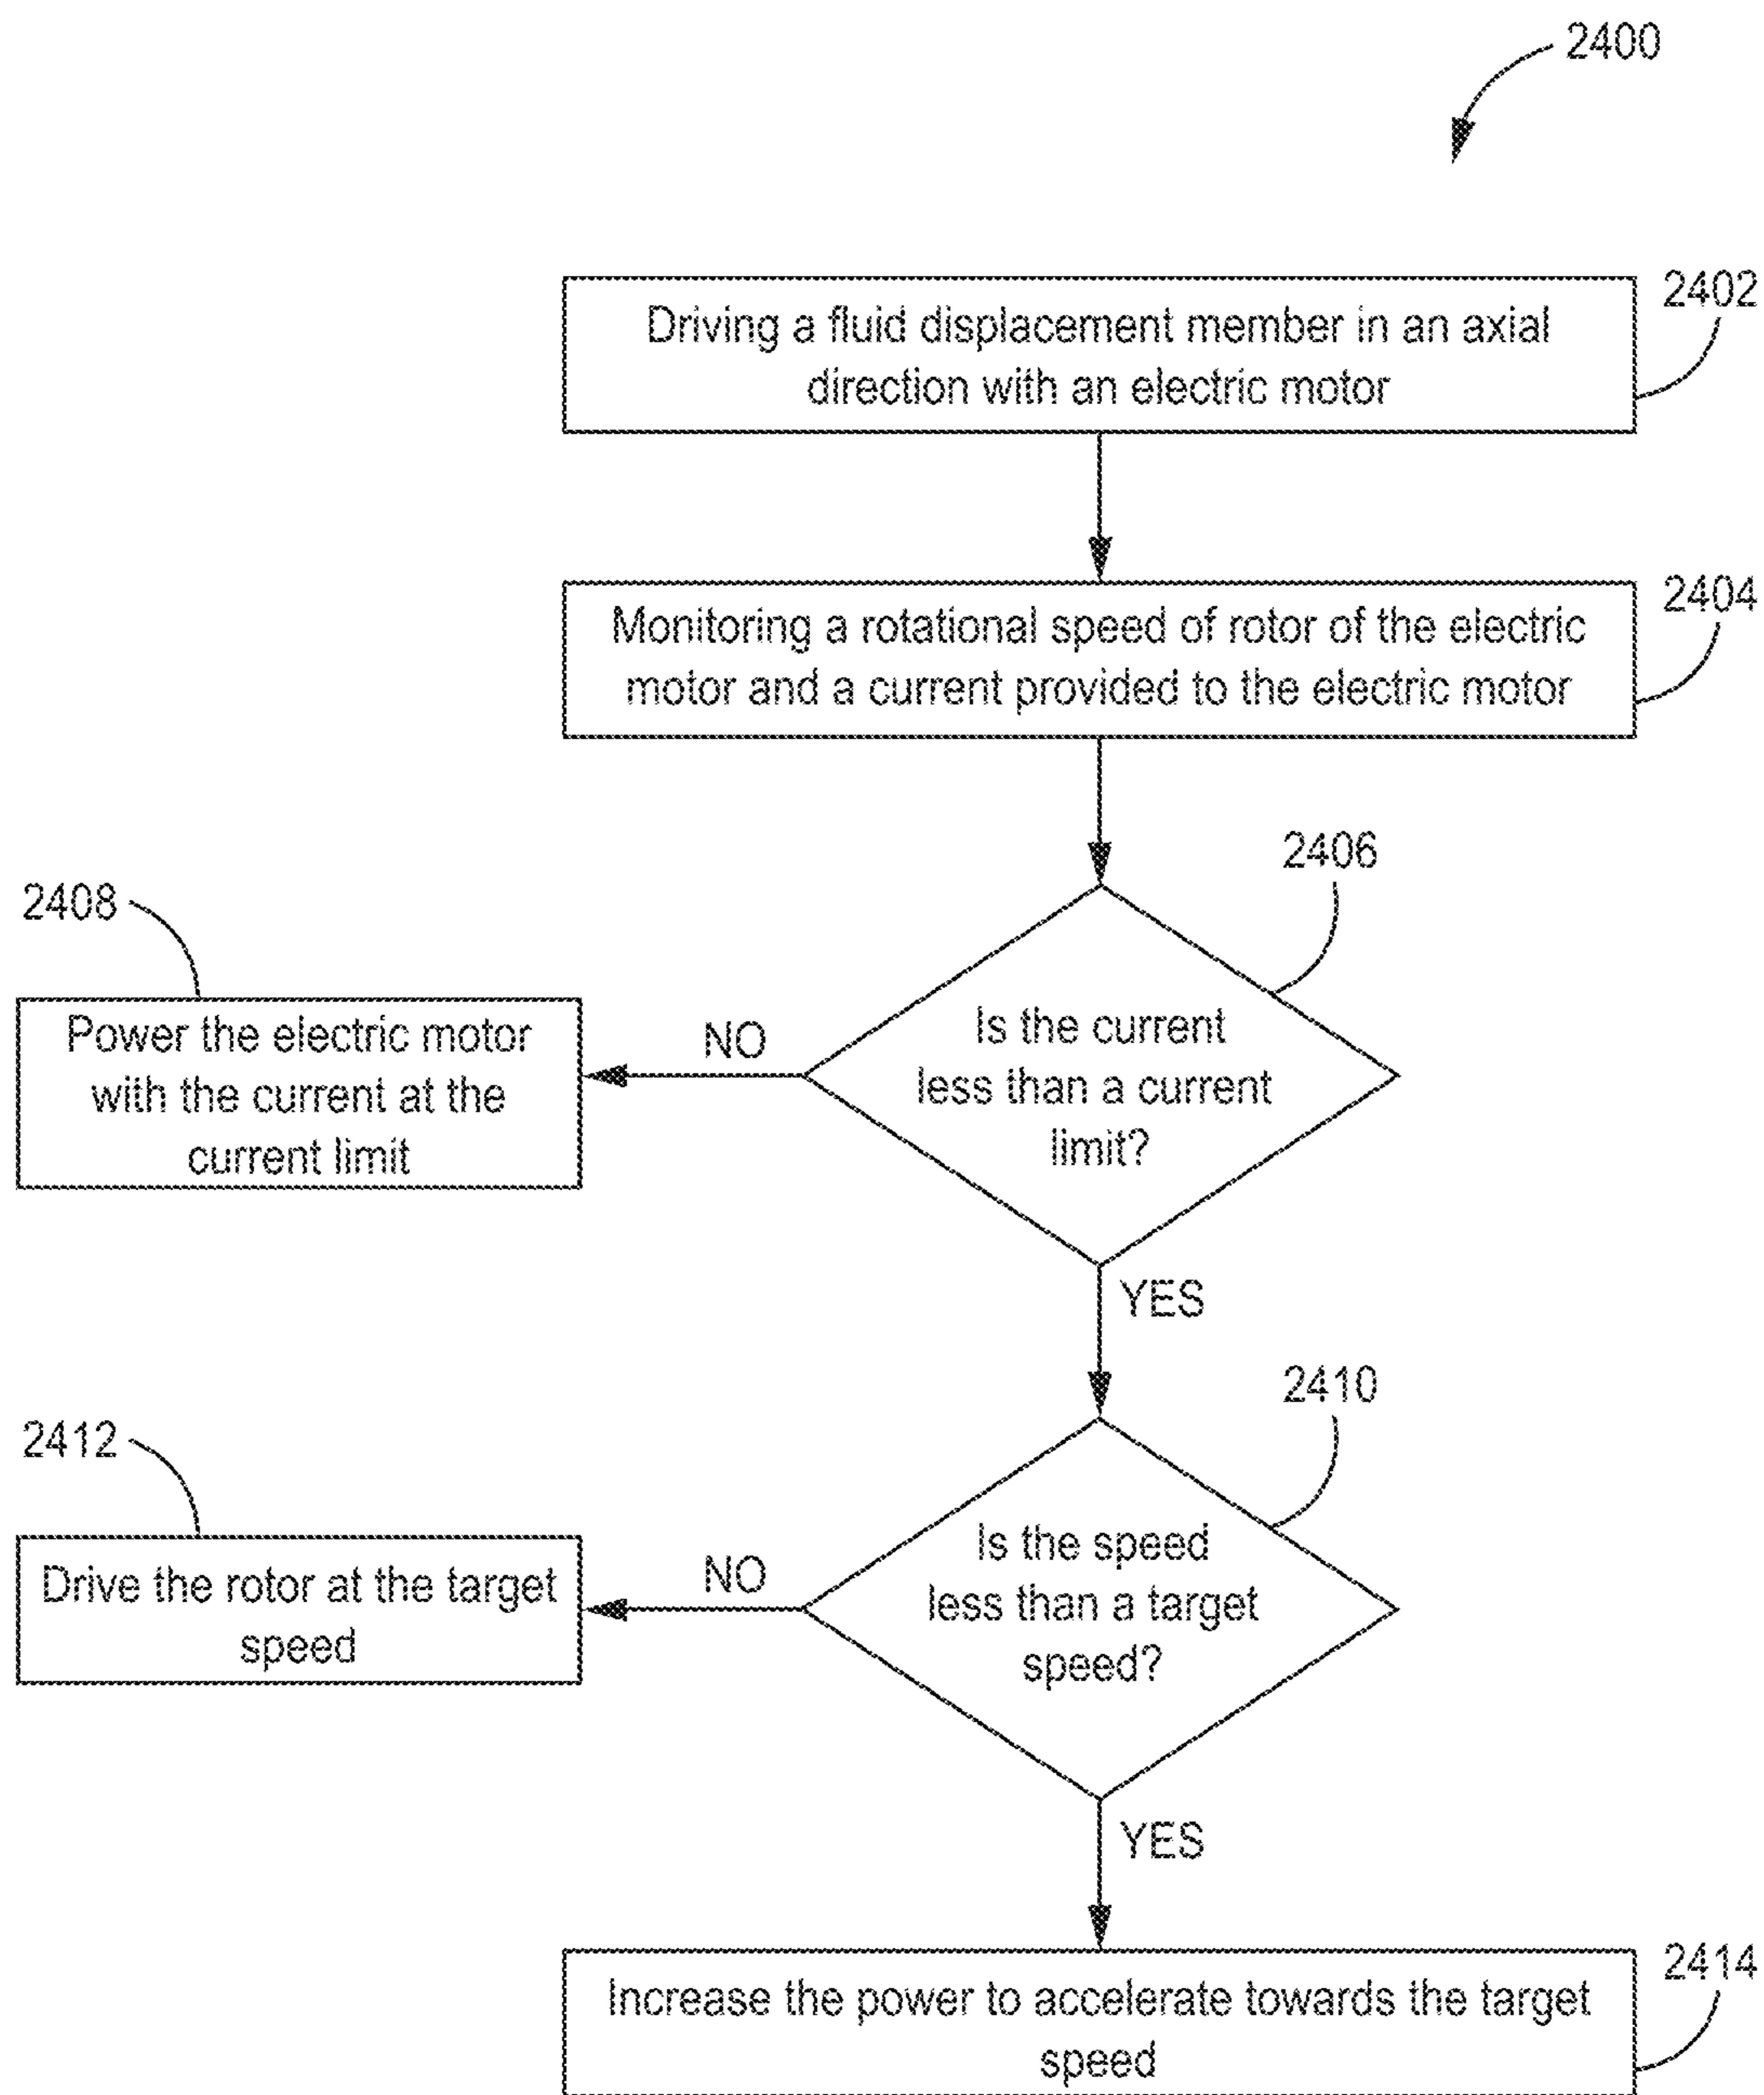 2400
2402
Driving a fluid displacement member in an axial
direction with an electric motor
2404
Monitoring a rotational speed of rotor of the electric
motor and a current provided to the electric motor
2406
2408
Is the current
less than a current
limit?
NO
Power the electric motor
with the current at the
current limit
YES
2410
2412
Is the speed
less than a target
speed?
NO
Drive the rotor at the target
speed
YES
2414
Increase the power to accelerate towards the target
speed